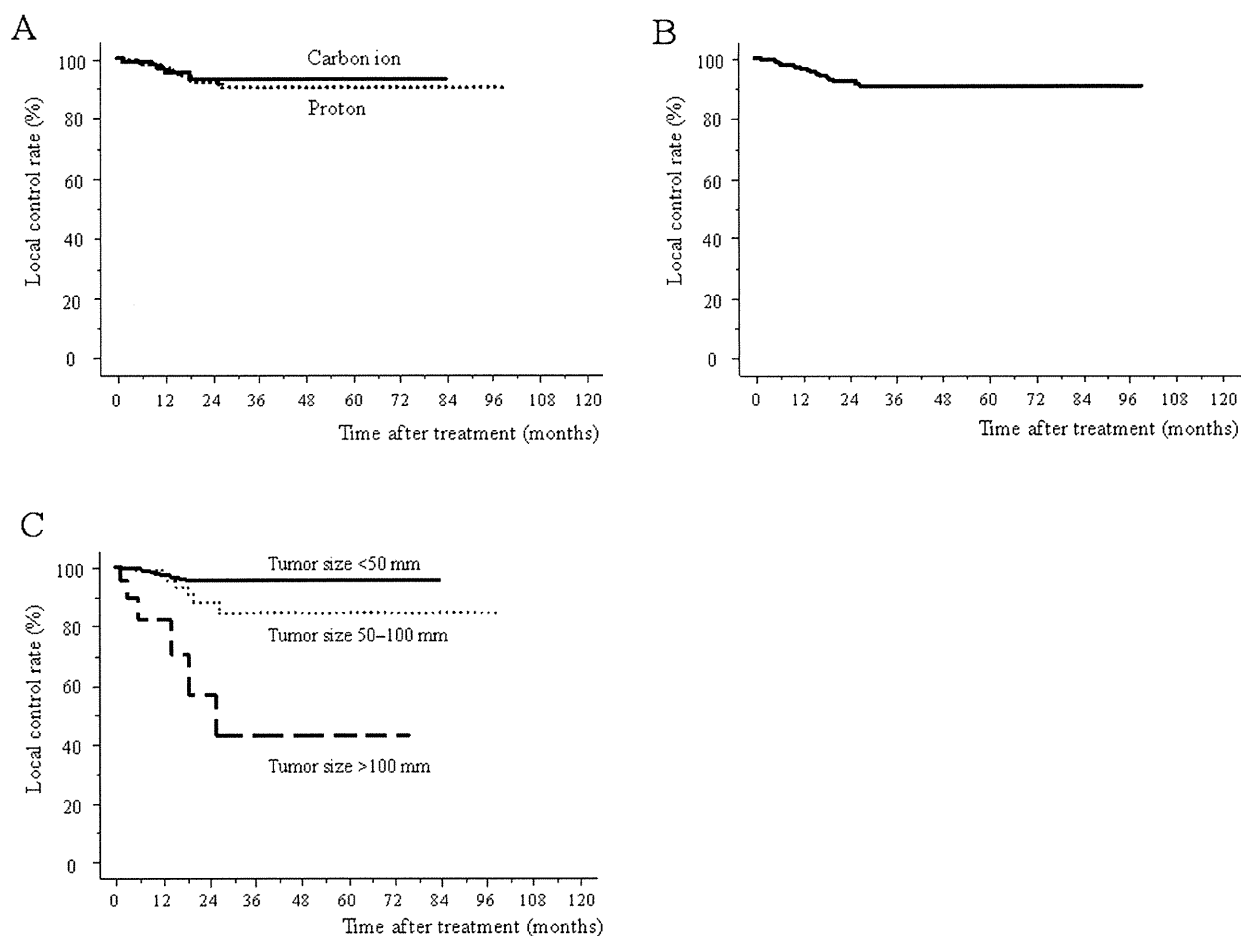 A
Local control rate (%)
100
80
60
40
20
0
Carbon ion
Proton
0 12 24 36 48 60 72 84 96 108 120
Time after treatment (months)
B
Local control rate (%)
100
80
60
40
20
0
0 12 24 36 48 60 72 84 96 108 120
Time after treatment (months)
C
Local control rate (%)
100
80
60
40
20
0
Tumor size <50 mm
Tumor size 50–100 mm
Tumor size >100 mm
0 12 24 36 48 60 72 84 96 108 120
Time after treatment (months)